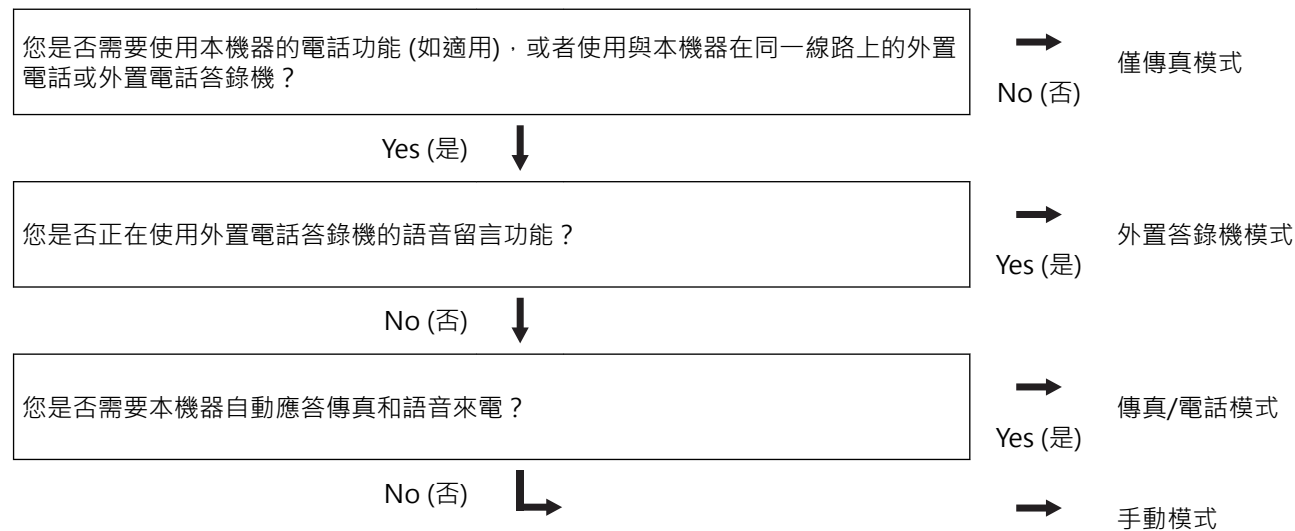 您是否需要使用本機器的電話功能 (如適用)，或者使用與本機器在同一線路上的外置
電話或外置電話答錄機？
No (否)
僅傳真模式
Yes (是)
您是否正在使用外置電話答錄機的語音留言功能？
Yes (是)
外置答錄機模式
No (否)
您是否需要本機器自動應答傳真和語音來電？
Yes (是)
傳真/電話模式
No (否)
手動模式